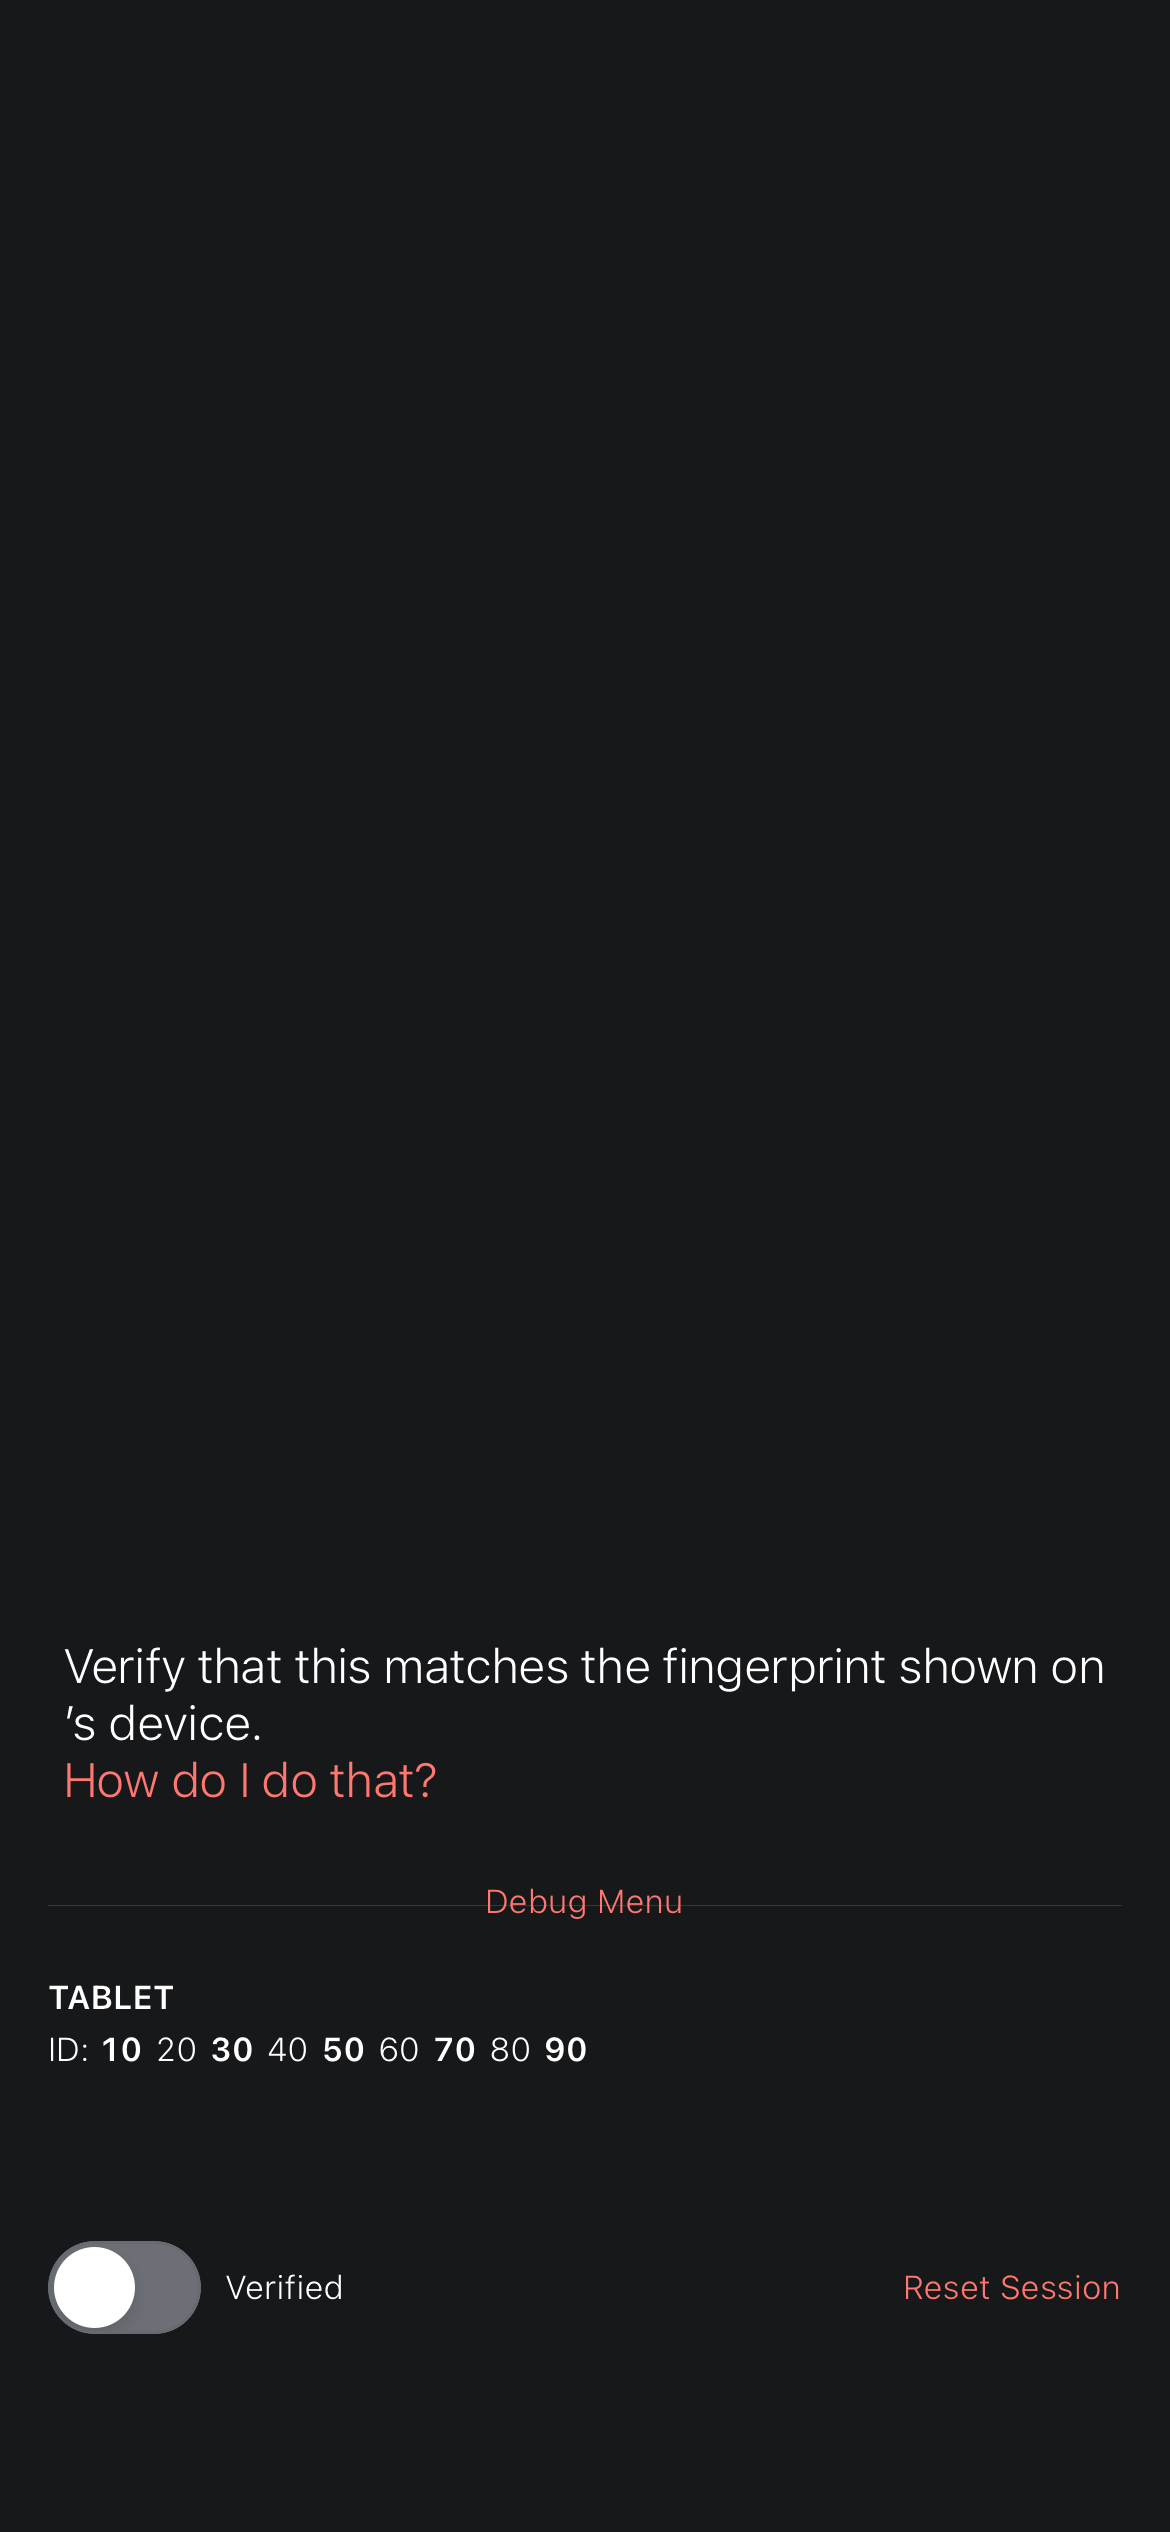 Verify that this matches the fingerprint shown on
’s device.
How do I do that?
Debug Menu
TABLET
ID: 10 20 30 40 50 60 70 80 90
Verified
Reset Session